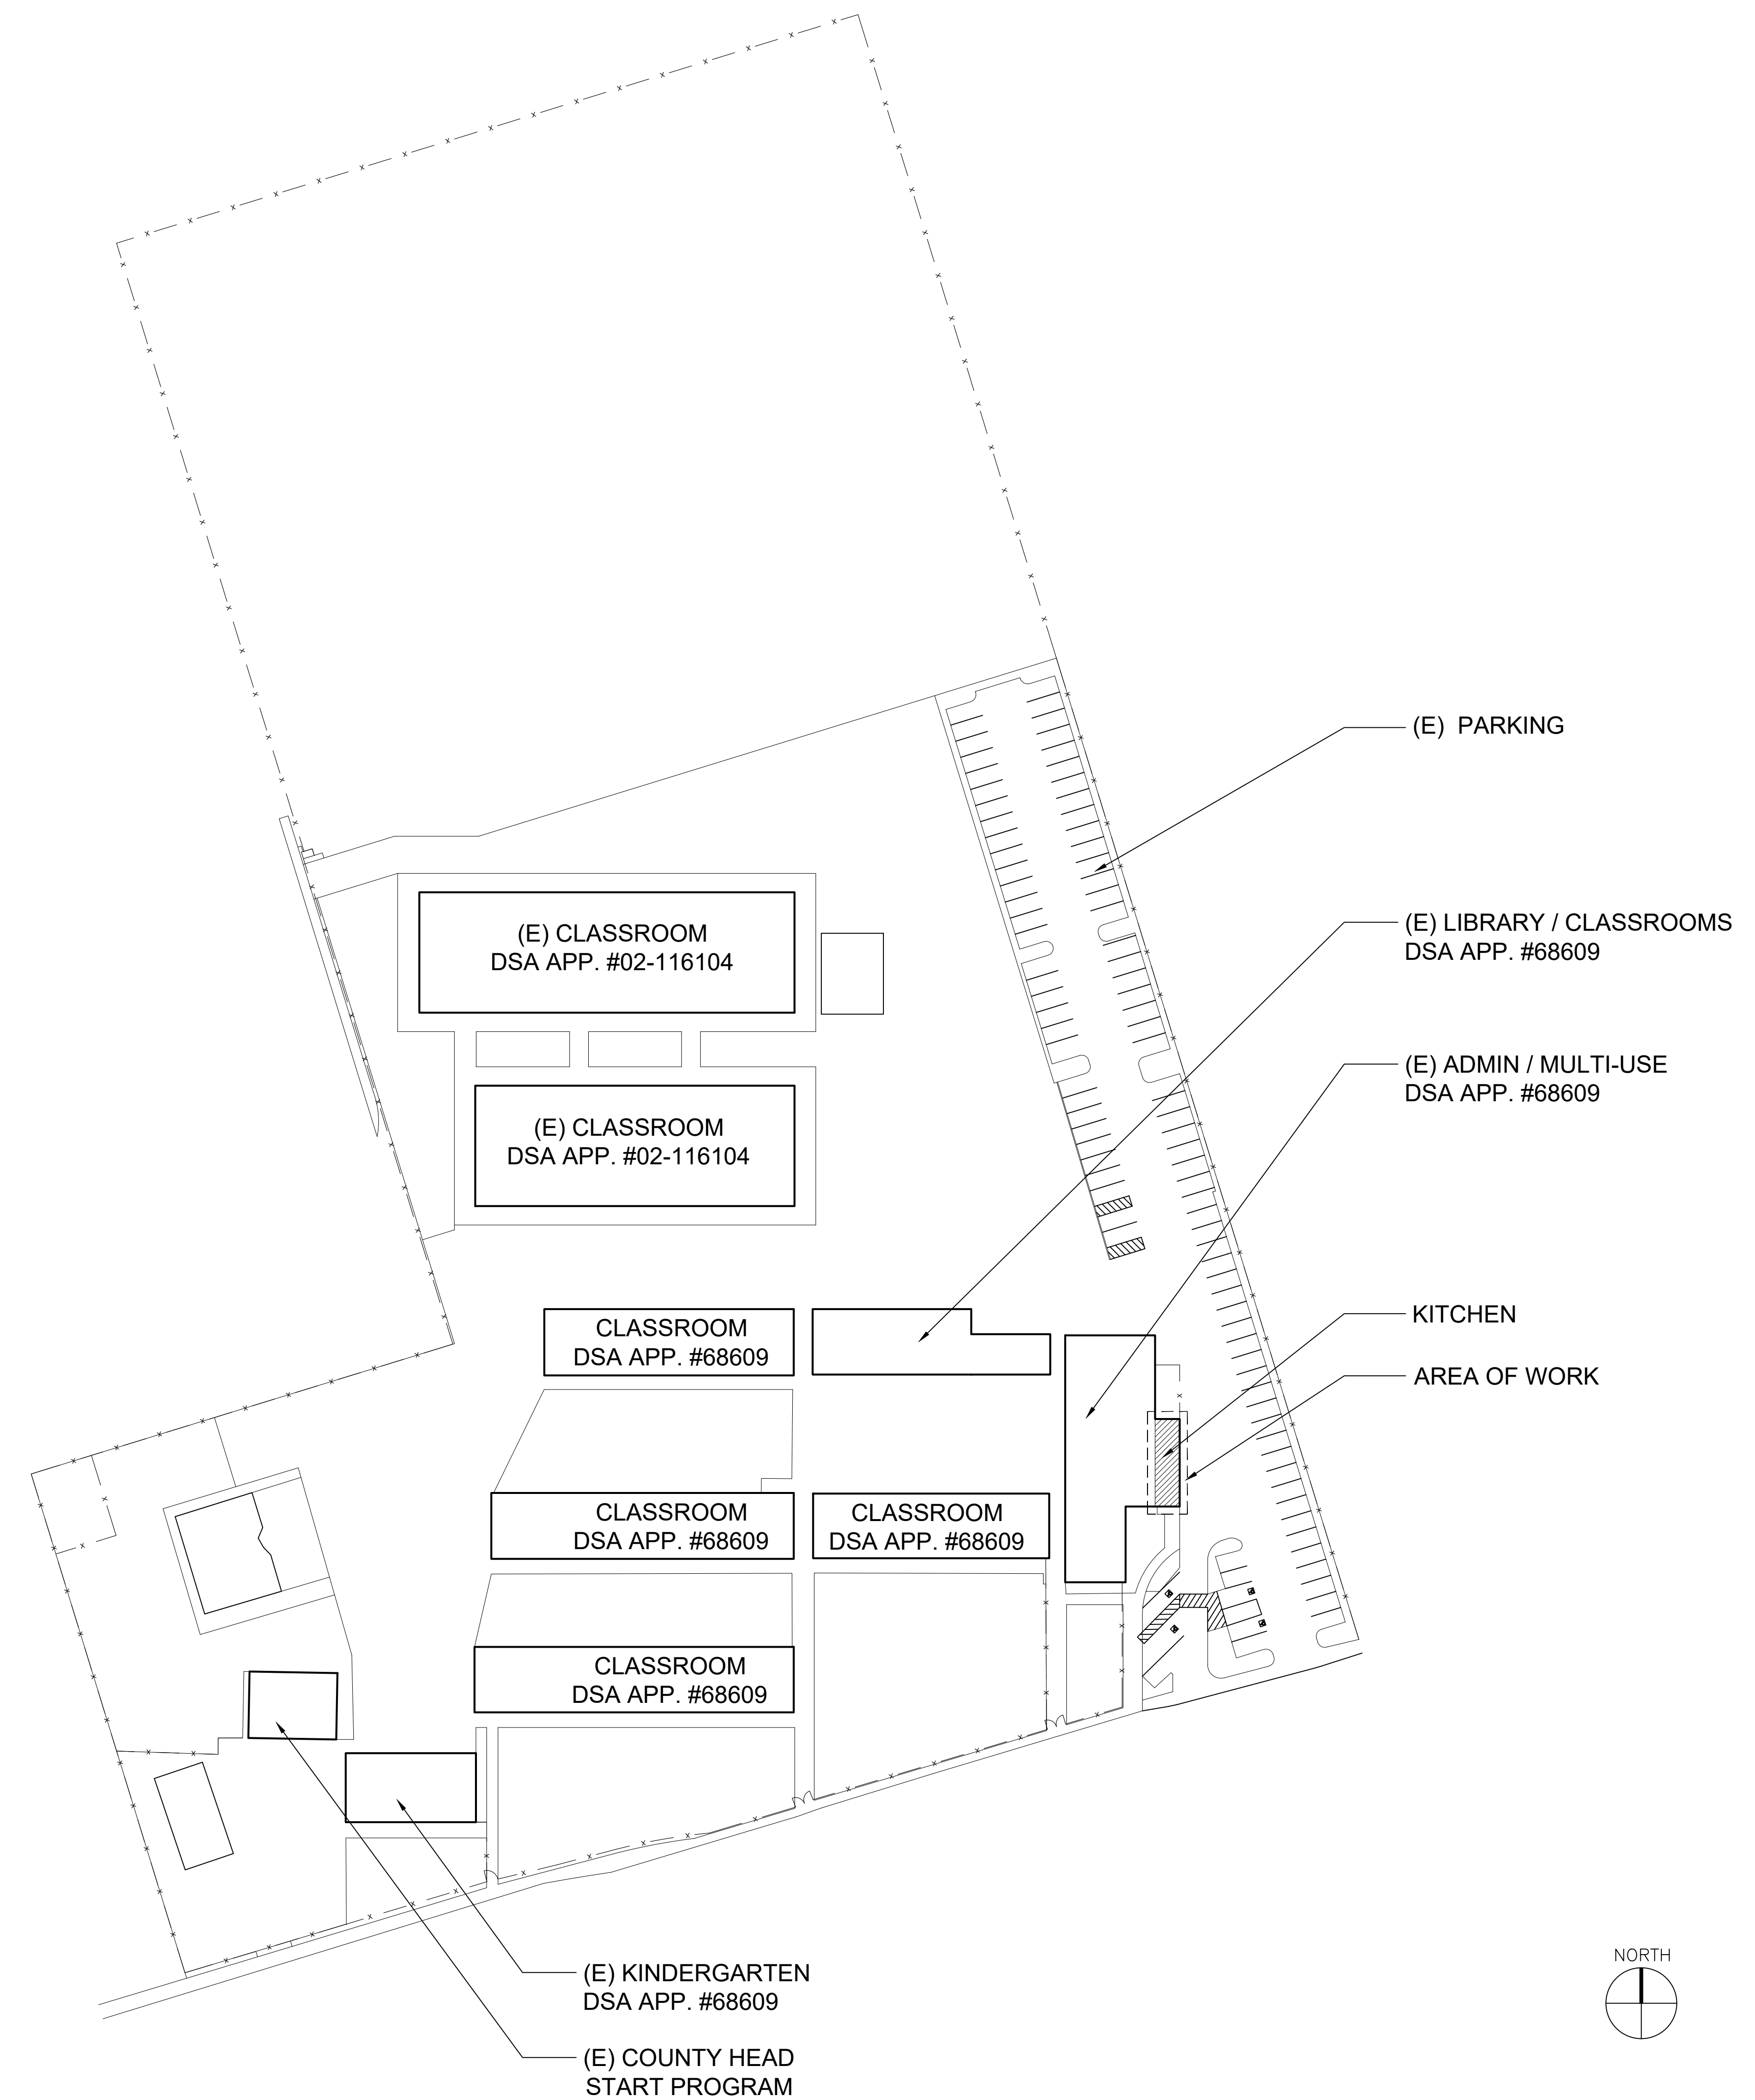 (E)  PARKING
(E) LIBRARY / CLASSROOMS
DSA APP. #68609
(E) CLASSROOM
DSA APP. #02-116104
(E) ADMIN / MULTI-USE
DSA APP. #68609
(E) CLASSROOM
DSA APP. #02-116104
KITCHEN
CLASSROOM
DSA APP. #68609
AREA OF WORK
CLASSROOM
DSA APP. #68609
CLASSROOM
DSA APP. #68609
CLASSROOM
DSA APP. #68609
NORTH
(E) KINDERGARTEN
DSA APP. #68609
(E) COUNTY HEAD
START PROGRAM